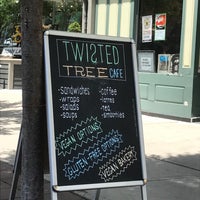 TWISTED
TREE CAFE
-sandwiches
-wraps
-salads
-soups
-coffee
-lattes
-tea
-smoothies
VEGAN OPTIONS
GLUTEN-FREE OPTIONS
VEGAN BAKERY